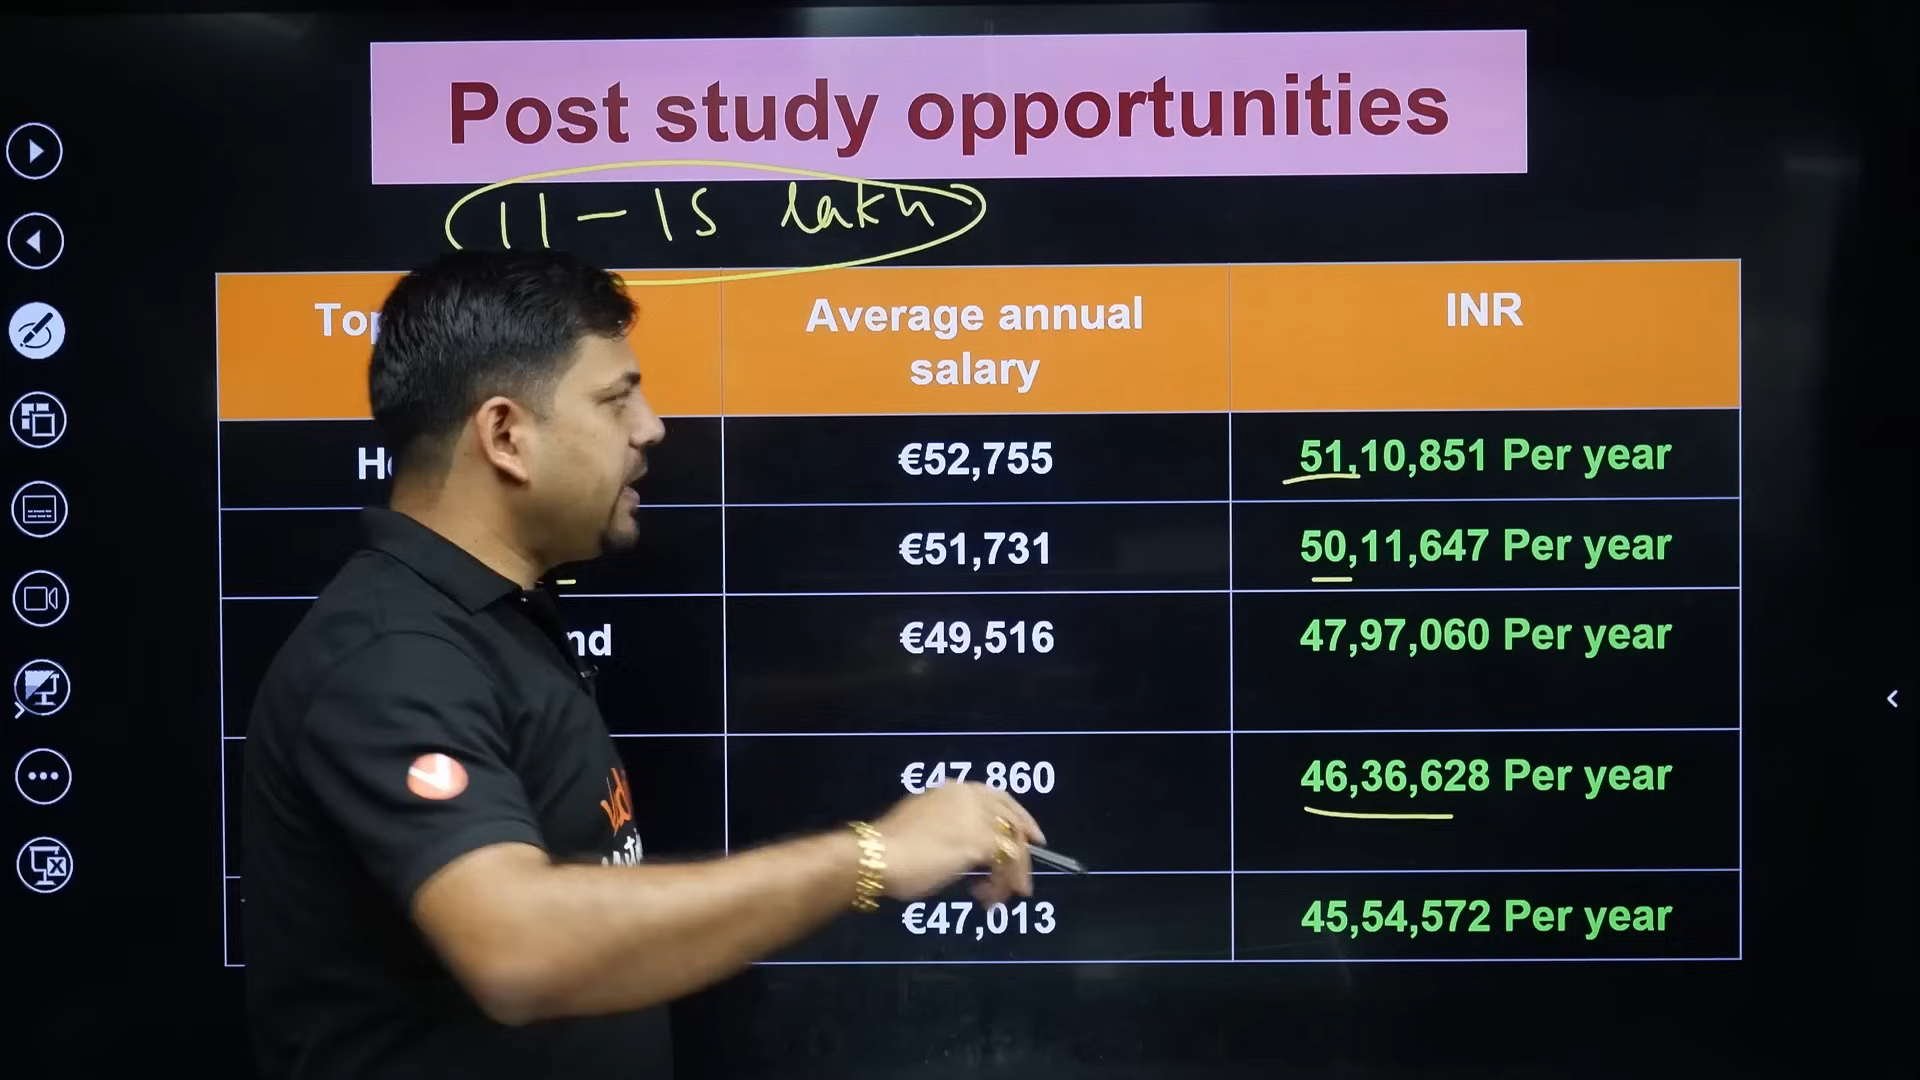 Post study opportunities
11-15 lakh
Average annual
salary
INR
€52,755
51,10,851 Per year
€51,731
50,11,647 Per year
€49,516
47,97,060 Per year
€47,860
46,36,628 Per year
€47,013
45,54,572 Per year